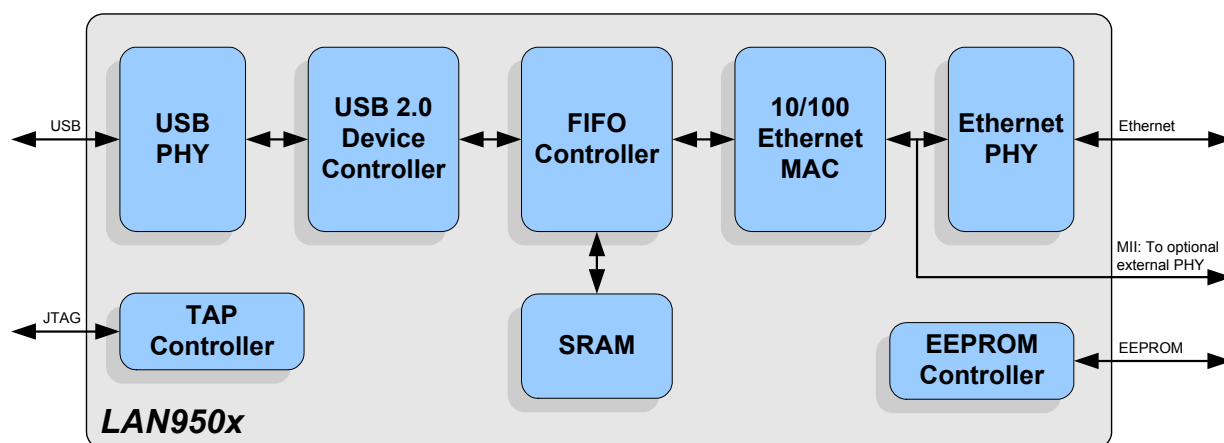 USB
USB
PHY
USB 2.0
Device
Controller
FIFO
Controller
10/100
Ethernet
MAC
Ethernet
PHY
Ethernet
MII: To optional
external PHY
JTAG
TAP
Controller
SRAM
EEPROM
Controller
EEPROM
LAN950x